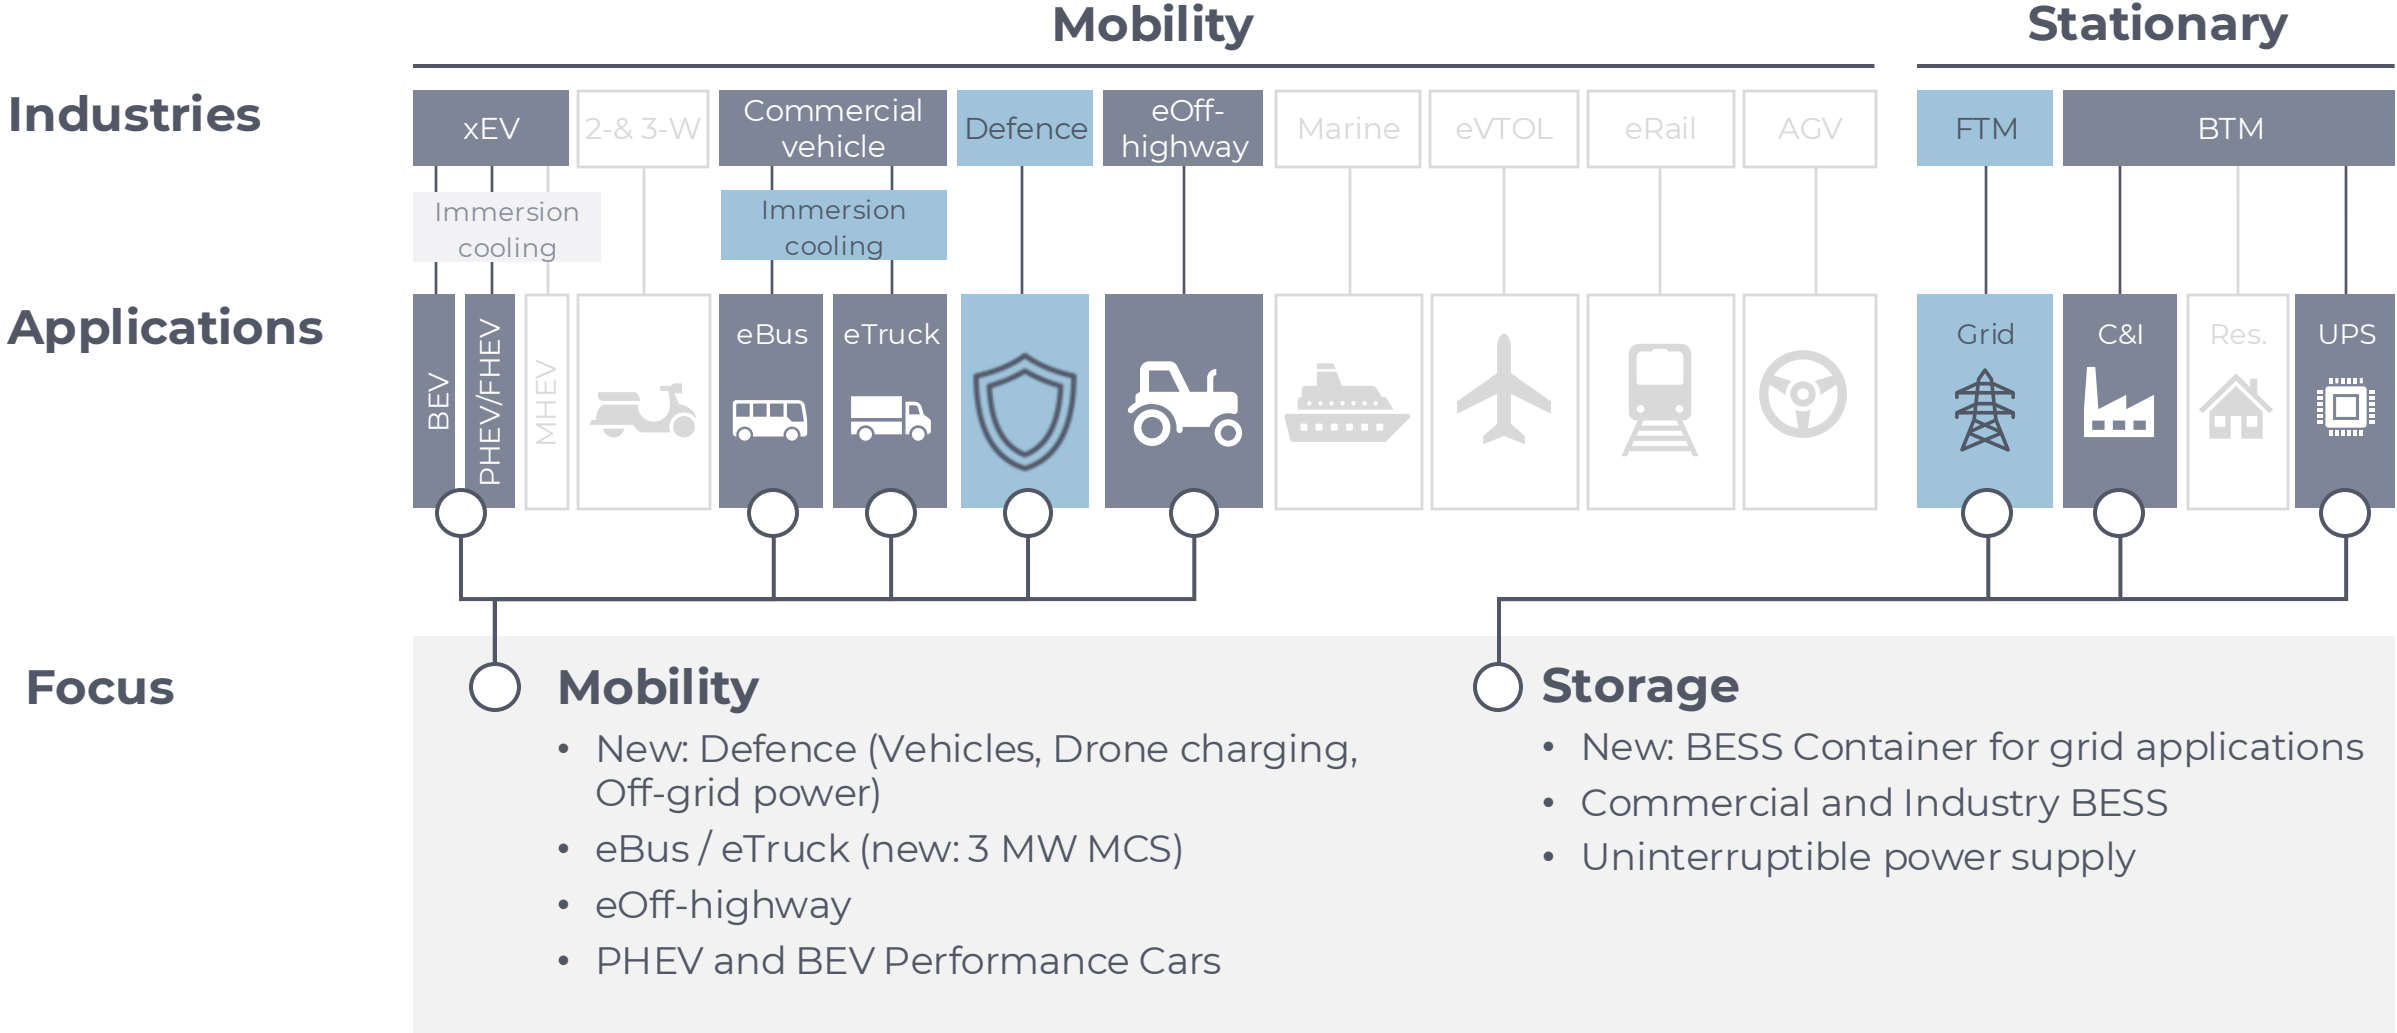 Mobility
Stationary
Industries
xEV
2-& 3-W
Commercial
vehicle
Defence
eOff-
highway
Marine
eVTOL
eRail
AGV
FTM
BTM
Immersion
cooling
Immersion
cooling
Applications
BEV
PHEV/FHEV
MHEV
eBus
eTruck
Grid
C&I
Res.
UPS
Focus
Mobility
• New: Defence (Vehicles, Drone charging,
Off-grid power)
• eBus / eTruck (new: 3 MW MCS)
• eOff-highway
• PHEV and BEV Performance Cars
Storage
• New: BESS Container for grid applications
• Commercial and Industry BESS
• Uninterruptible power supply